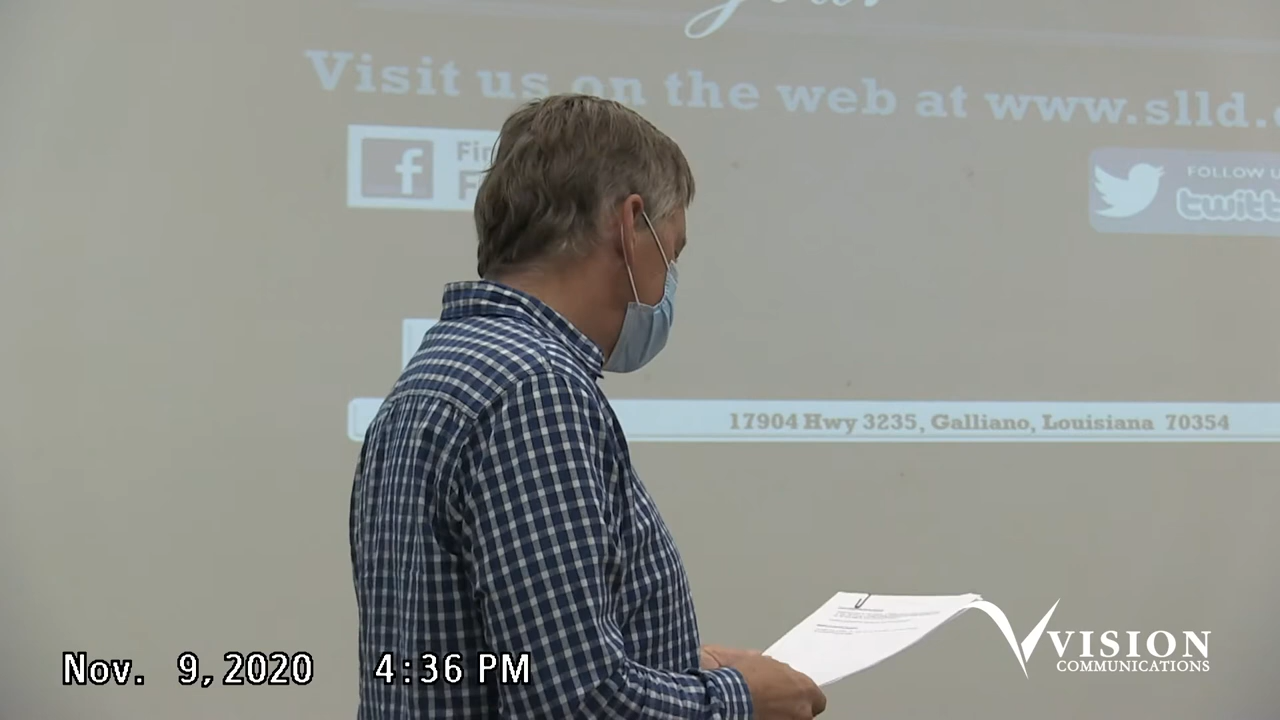 your
Visit us on the web at www.slld.
f
FOLLOW U
twitt
17904 Hwy 3235, Galliano, Louisiana 70354
VISION
COMMUNICATIONS
Nov. 9, 2020 4:36 PM